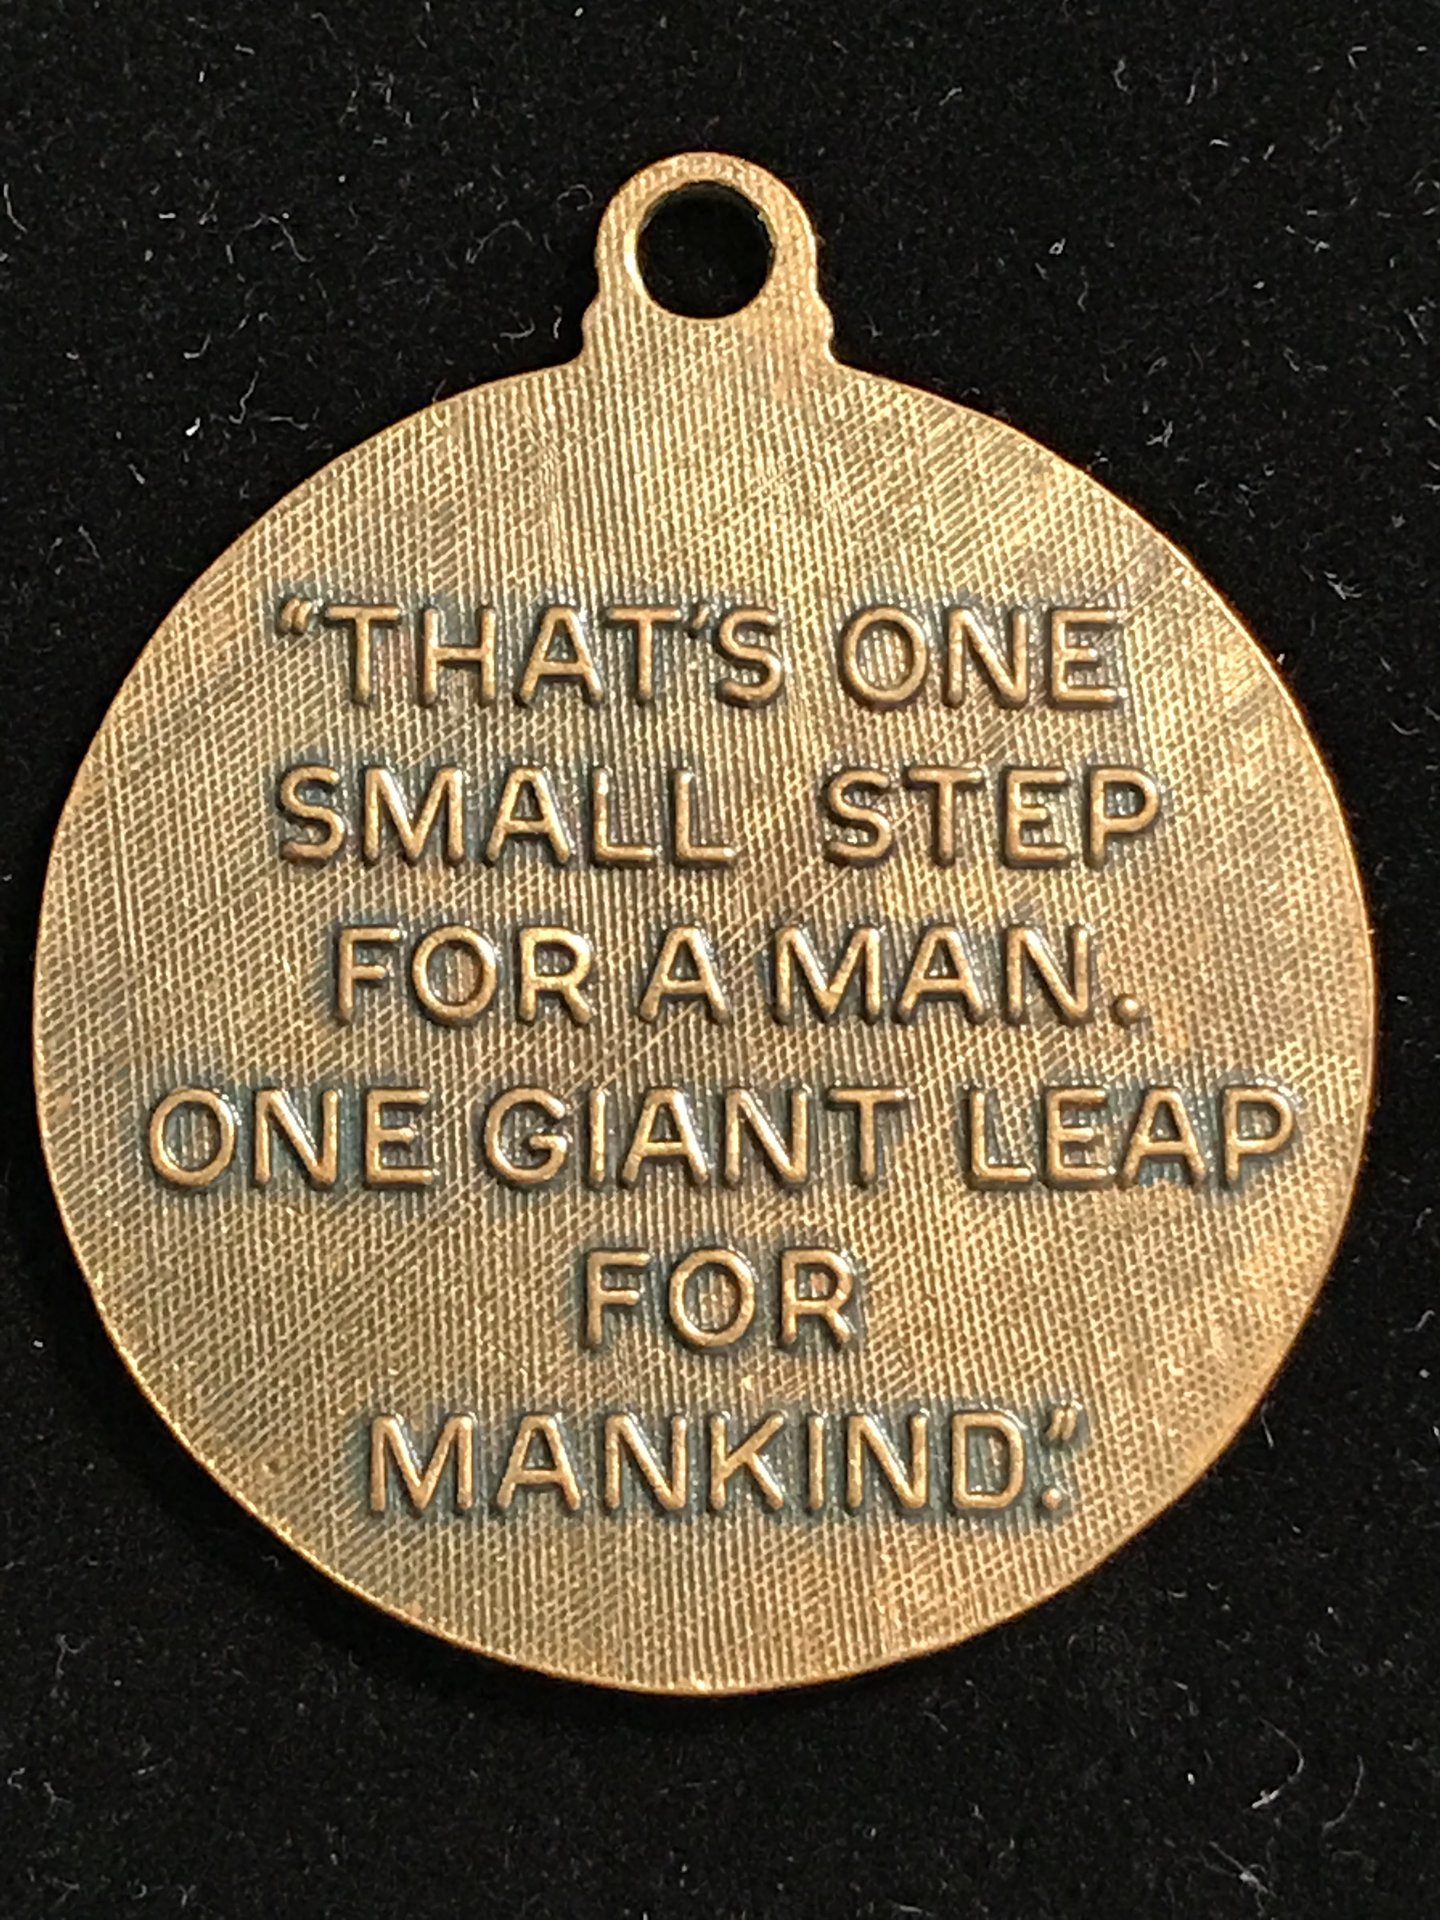 "THAT'S ONE
SMALL STEP
FOR A MAN.
ONE GIANT LEAP
FOR
MANKIND."